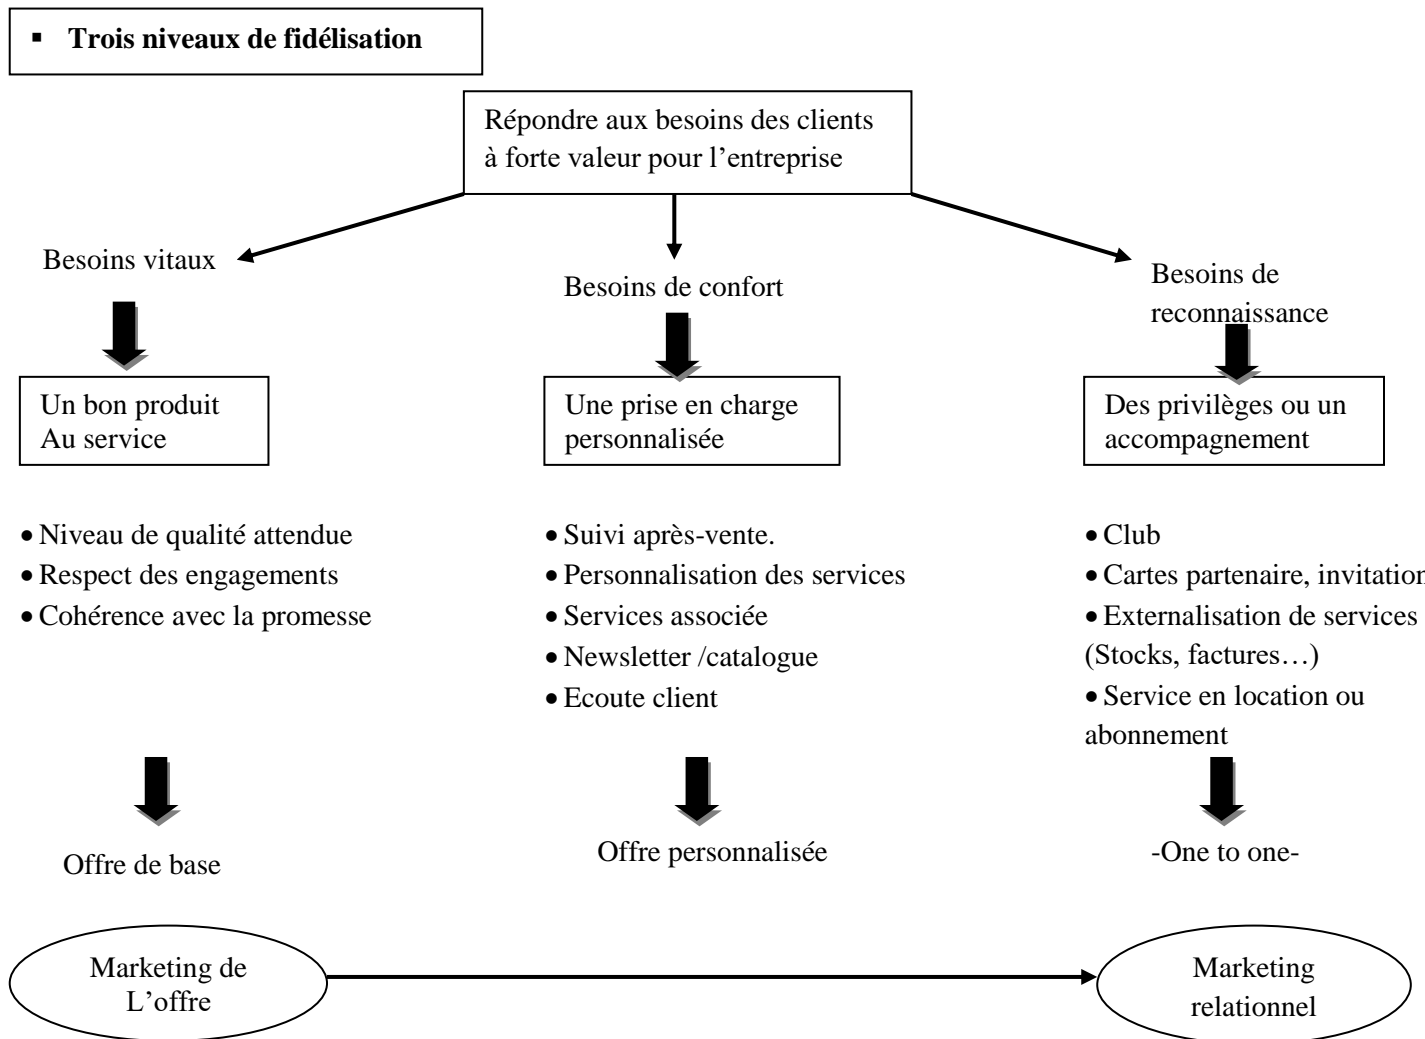 ▪ Trois niveaux de fidélisation
Répondre aux besoins des clients
à forte valeur pour l’entreprise
Besoins vitaux
Besoins de confort
Besoins de
reconnaissance
Un bon produit
Au service
Une prise en charge
personnalisée
Des privilèges ou un
accompagnement
• Niveau de qualité attendue
• Respect des engagements
• Cohérence avec la promesse
• Suivi après-vente.
• Personnalisation des services
• Services associée
• Newsletter /catalogue
• Ecoute client
• Club
• Cartes partenaire, invitation
• Externalisation de services
(Stocks, factures…)
• Service en location ou
abonnement
Offre de base
Offre personnalisée
-One to one-
Marketing de
L’offre
Marketing
relationnel